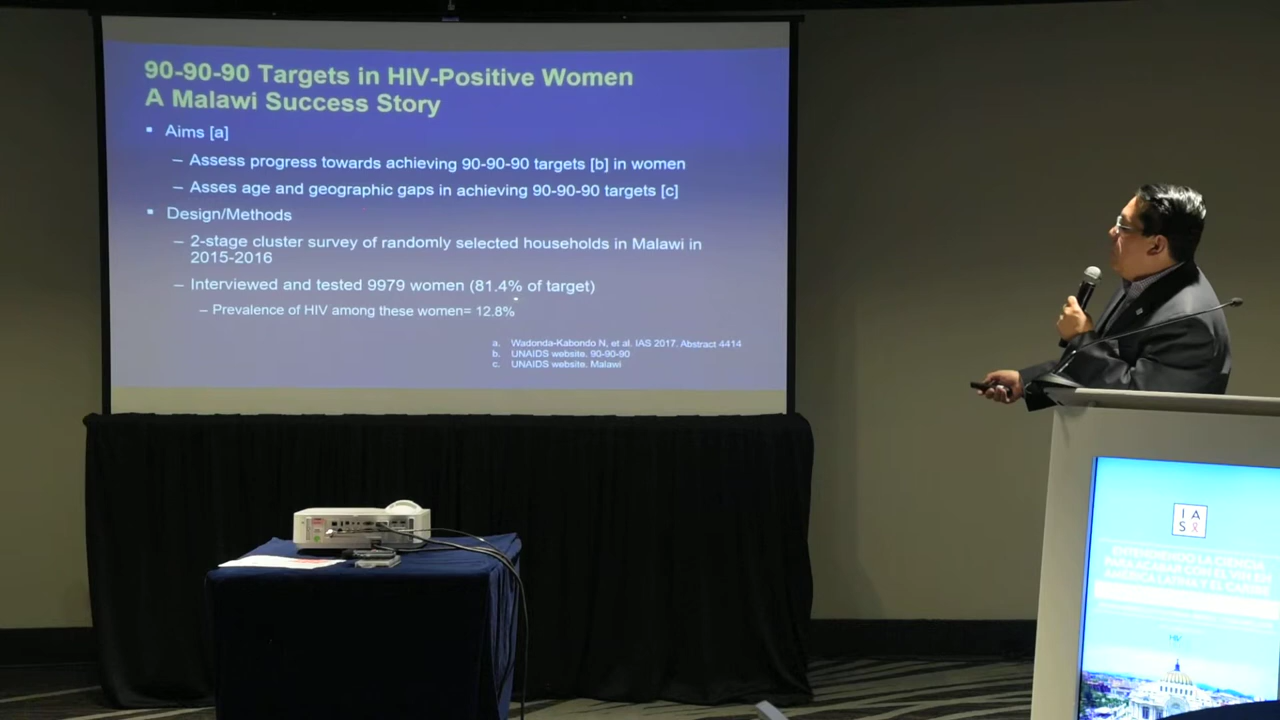 90-90-90 Targets in HIV-Positive Women
A Malawi Success Story
▪ Aims [a]
– Assess progress towards achieving 90-90-90 targets [b] in women
– Asses age and geographic gaps in achieving 90-90-90 targets [c]
▪ Design/Methods
– 2-stage cluster survey of randomly selected households in Malawi in
2015-2016
– Interviewed and tested 9979 women (81.4% of target)
– Prevalence of HIV among these women= 12.8%
a. Wadonda-Kabondo N, et al. IAS 2017. Abstract 4414
b. UNAIDS website. 90-90-90
c. UNAIDS website. Malawi
I A
S
ENTENDIENDO LA CIENCIA
PARA ACABAR CON EL VIH EN
AMÉRICA LATINA Y EL CARIBE